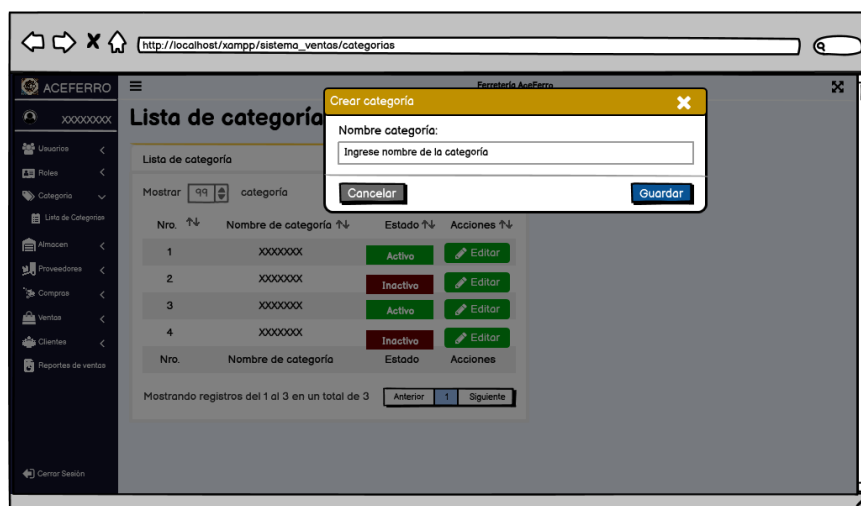 http://localhost/xampp/sistema_ventas/categorias
ACEFERRO
Ferretería AceFerro
XXXXXXXX
Usuarios
Roles
Categoria
Lista de Categorias
Almacen
Proveedores
Compras
Ventas
Clientes
Reportes de ventas
Cerrar Sesión
Lista de categoría
Crear categoría
Nombre categoría:
Ingrese nombre de la categoría
Cancelar Guardar
Lista de categoría
Mostrar 99 categoría
Nro. Nombre de categoría Estado Acciones
1 XXXXXXX Activo Editar
2 XXXXXXX Inactivo Editar
3 XXXXXXX Activo Editar
4 XXXXXXX Inactivo Editar
Nro. Nombre de categoría Estado Acciones
Mostrando registros del 1 al 3 en un total de 3 Anterior 1 Siguiente